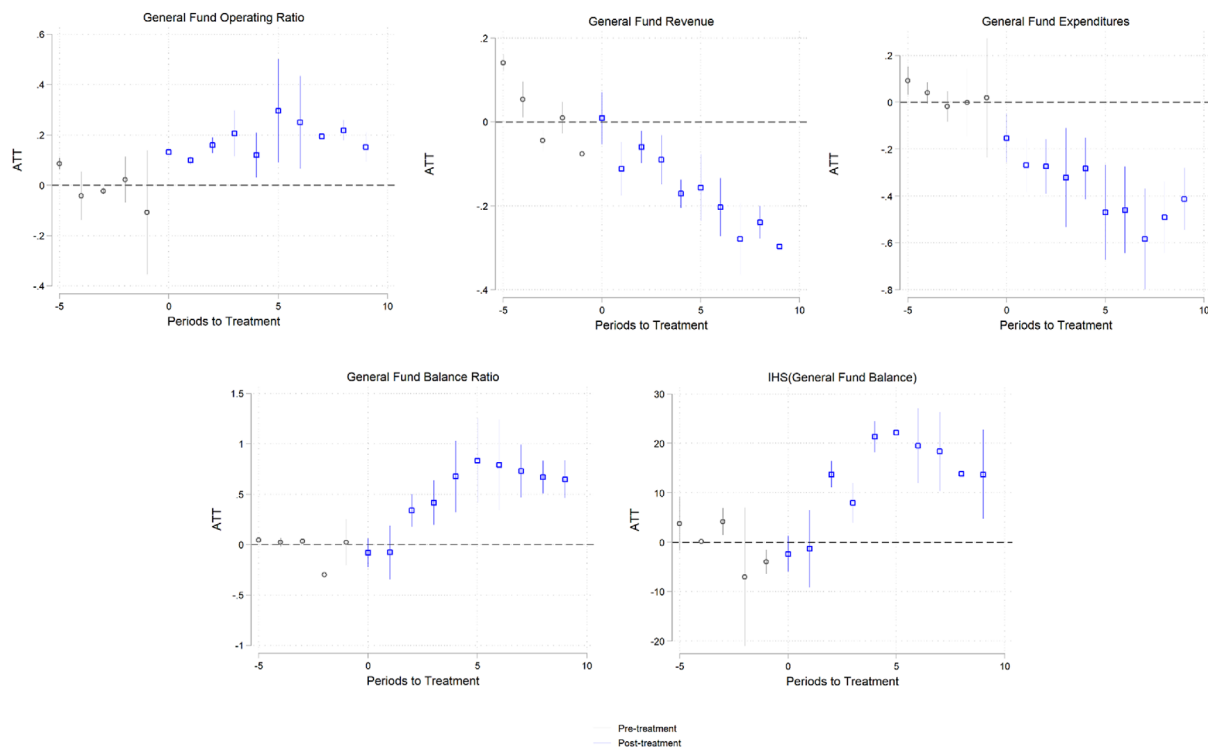 General Fund Operating Ratio
ATT
.6
.4
.2
0
-.2
-.4
-5
0
5
10
Periods to Treatment
General Fund Revenue
ATT
.2
0
-.2
-.4
-5
0
5
10
Periods to Treatment
General Fund Expenditures
ATT
.2
0
-.2
-.4
-.6
-.8
-5
0
5
10
Periods to Treatment
General Fund Balance Ratio
ATT
1.5
1
.5
0
-.5
-1
-5
0
5
10
Periods to Treatment
IHS(General Fund Balance)
ATT
30
20
10
0
-10
-20
-5
0
5
10
Periods to Treatment
Pre-treatment
Post-treatment